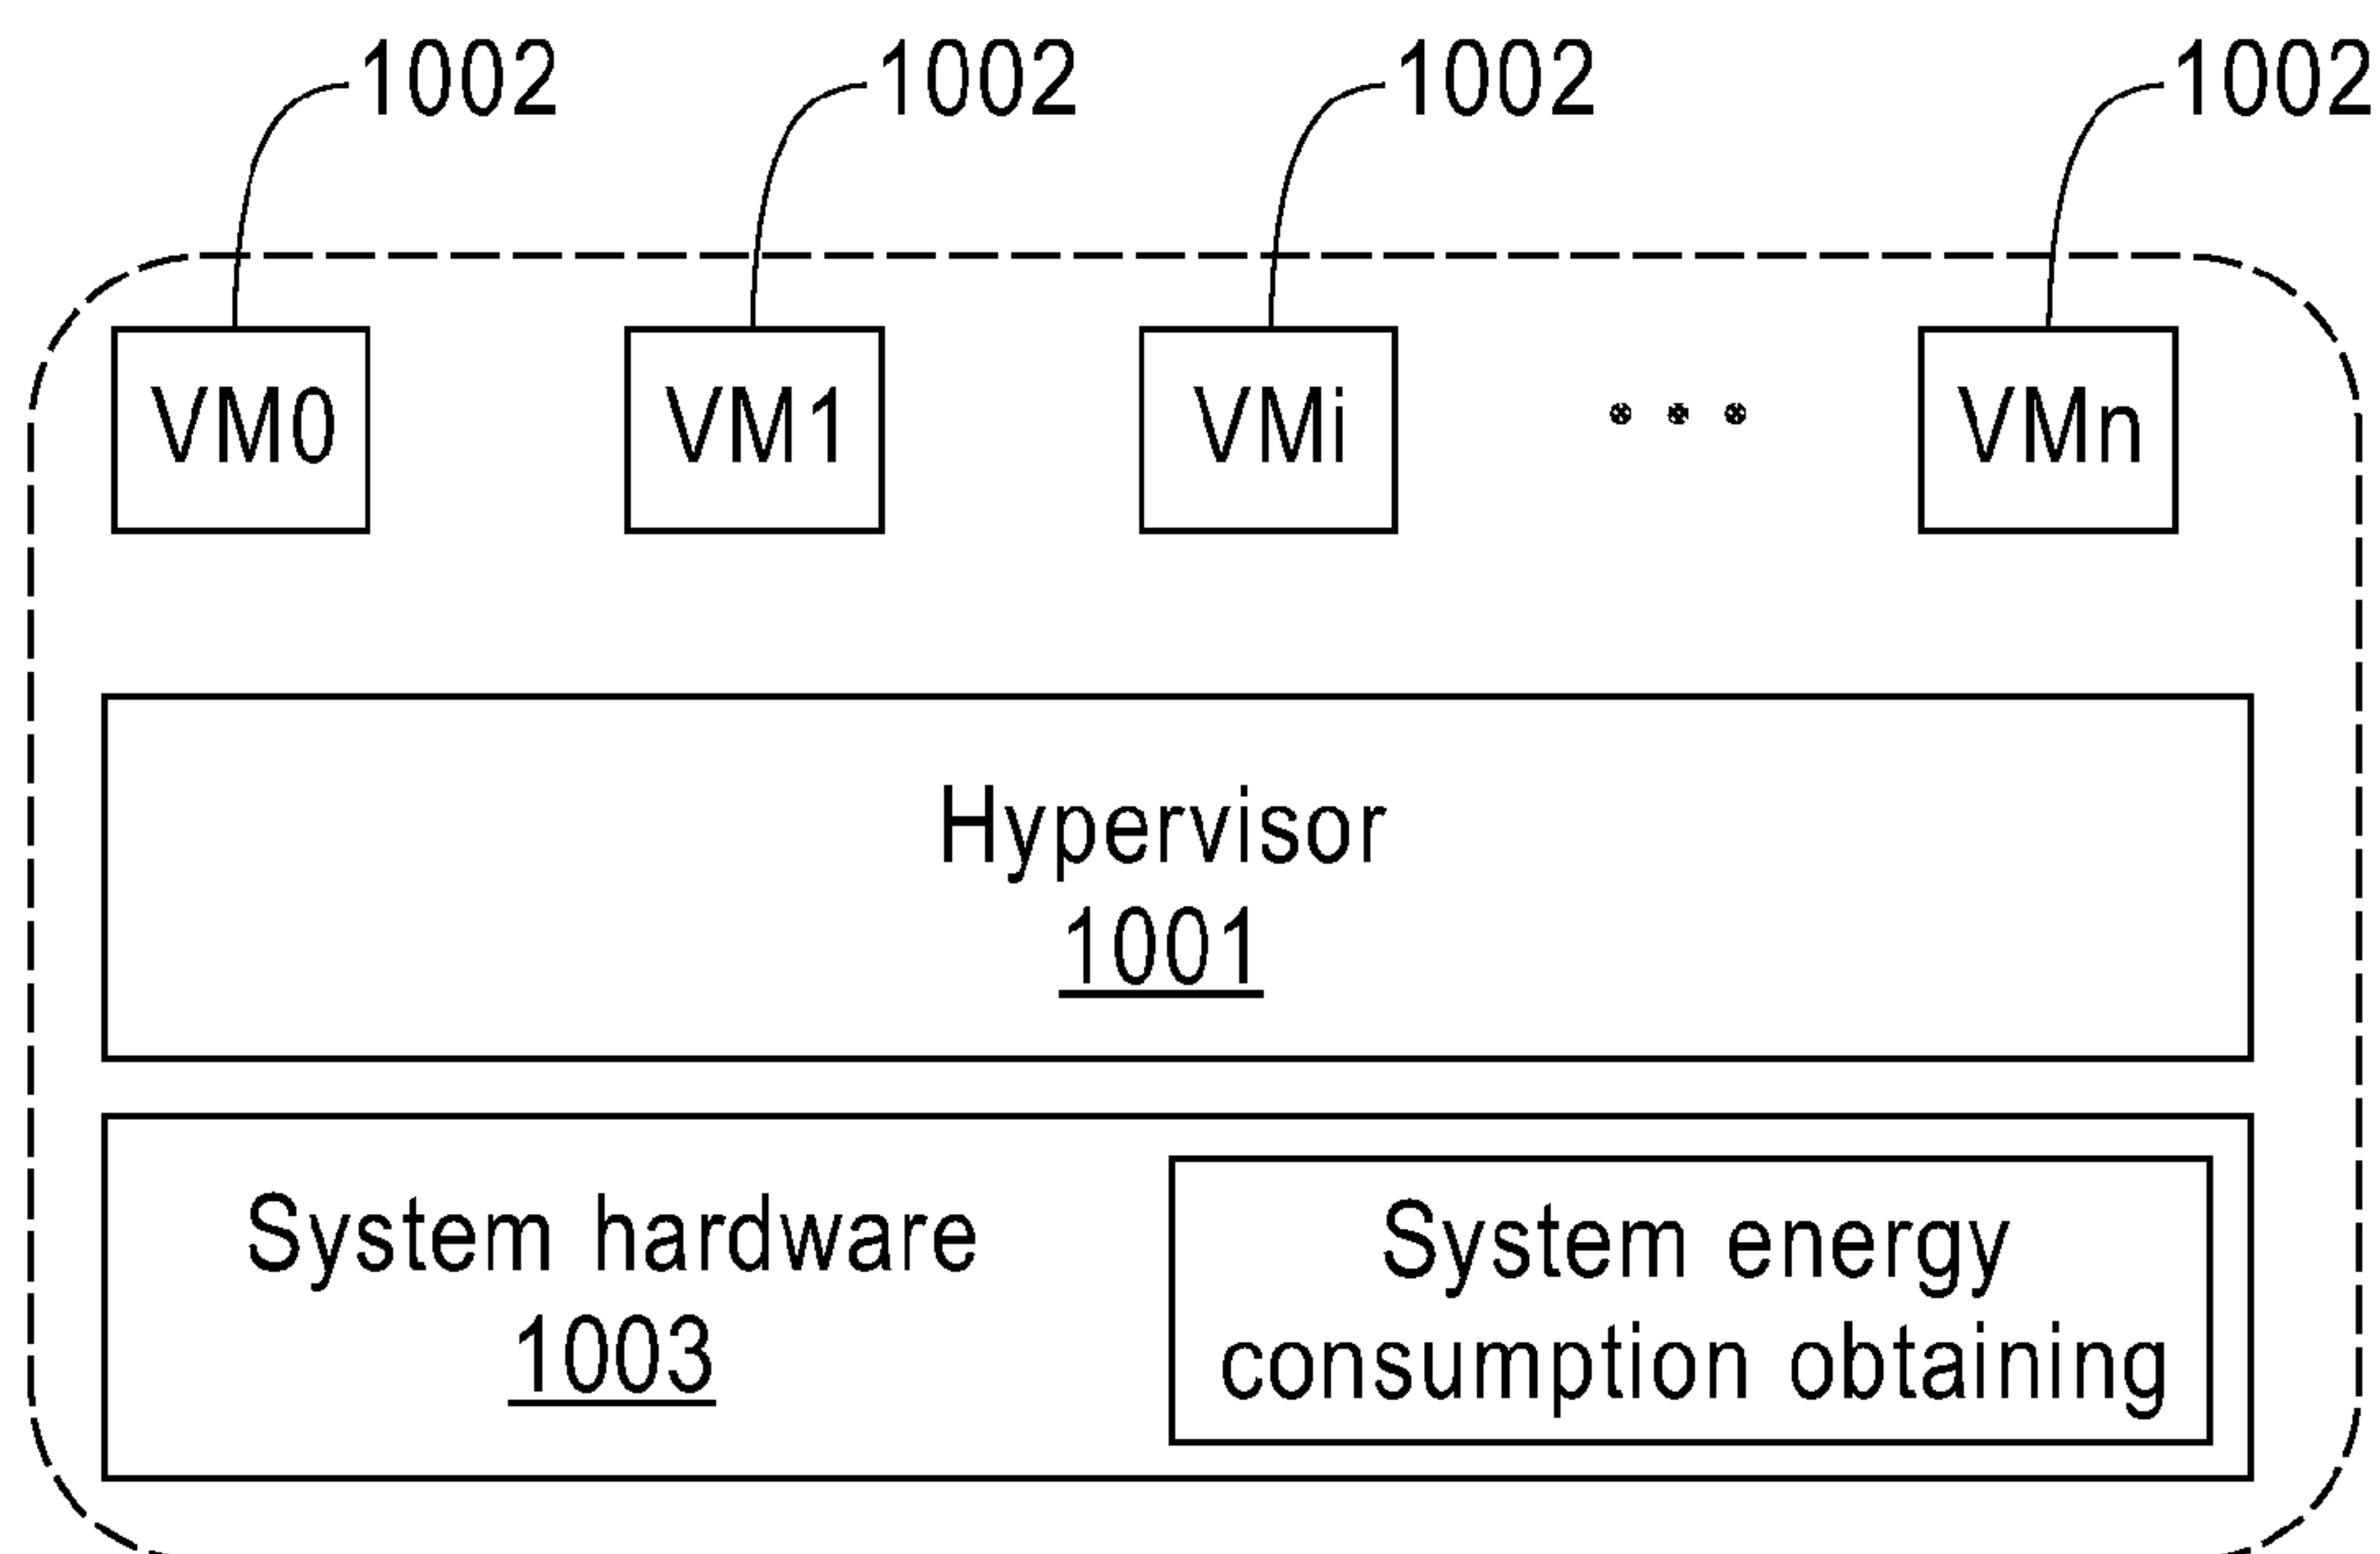 1002 1002 1002 1002
VM0 VM1 VMi VMn
Hypervisor
1001
System hardware
1003
System energy
consumption obtaining